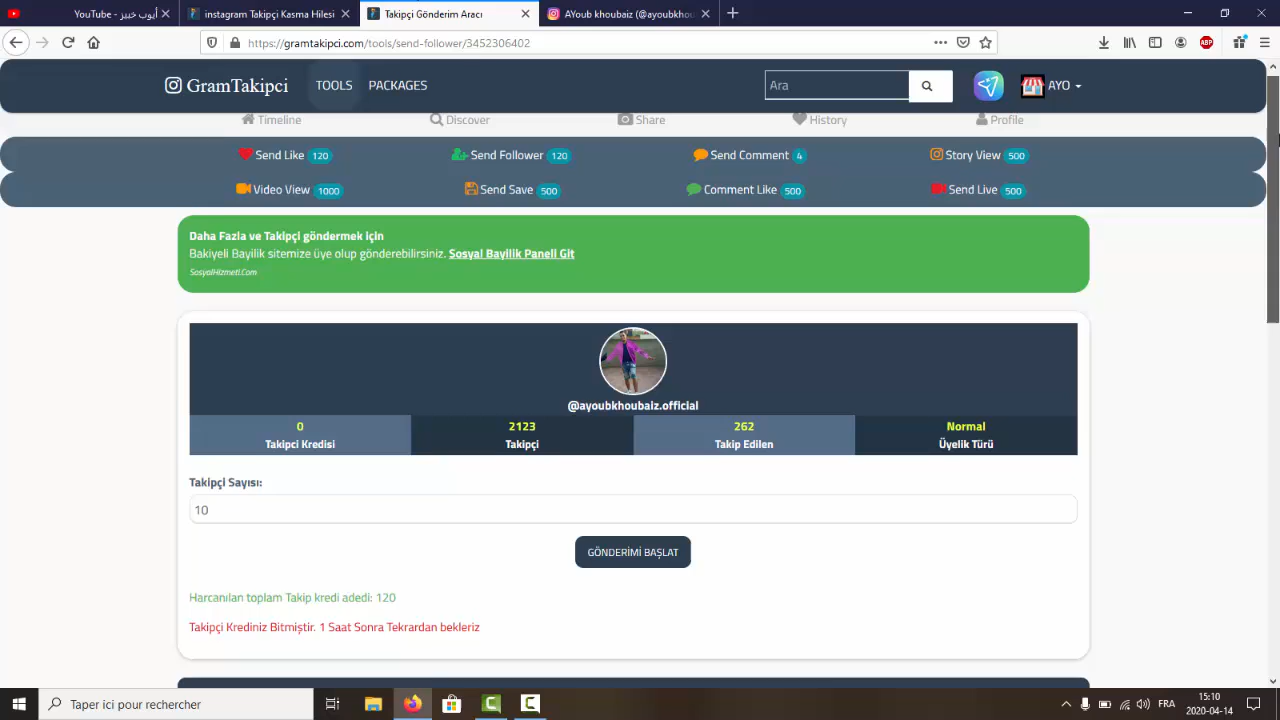 YouTube - أيوب خبيز
instagram Takipçi Kasma Hilesi
Takipçi Gönderim Aracı
AYoub khoubaiz (@ayoubkhou
https://gramtakipci.com/tools/send-follower/3452306402
ABP
GramTakipci
TOOLS
PACKAGES
Ara
AYO
Timeline
Discover
Share
History
Profile
Send Like 120
Send Follower 120
Send Comment 4
Story View 500
Video View 1000
Send Save 500
Comment Like 500
Send Live 500
Daha Fazla ve Takipçi göndermek için
Bakiyeli Bayilik sitemize üye olup gönderebilirsiniz. Sosyal Bayilik Paneli Git
SosyalHizmeti.Com
@ayoubkhoubaiz.official
0
2123
262
Normal
Takipci Kredisi
Takipçi
Takip Edilen
Üyelik Türü
Takipçi Sayısı:
10
GÖNDERİMİ BAŞLAT
Harcanılan toplam Takip kredi adedi: 120
Takipçi Krediniz Bitmiştir. 1 Saat Sonra Tekrardan bekleriz
Taper ici pour rechercher
FRA
15:10
2020-04-14